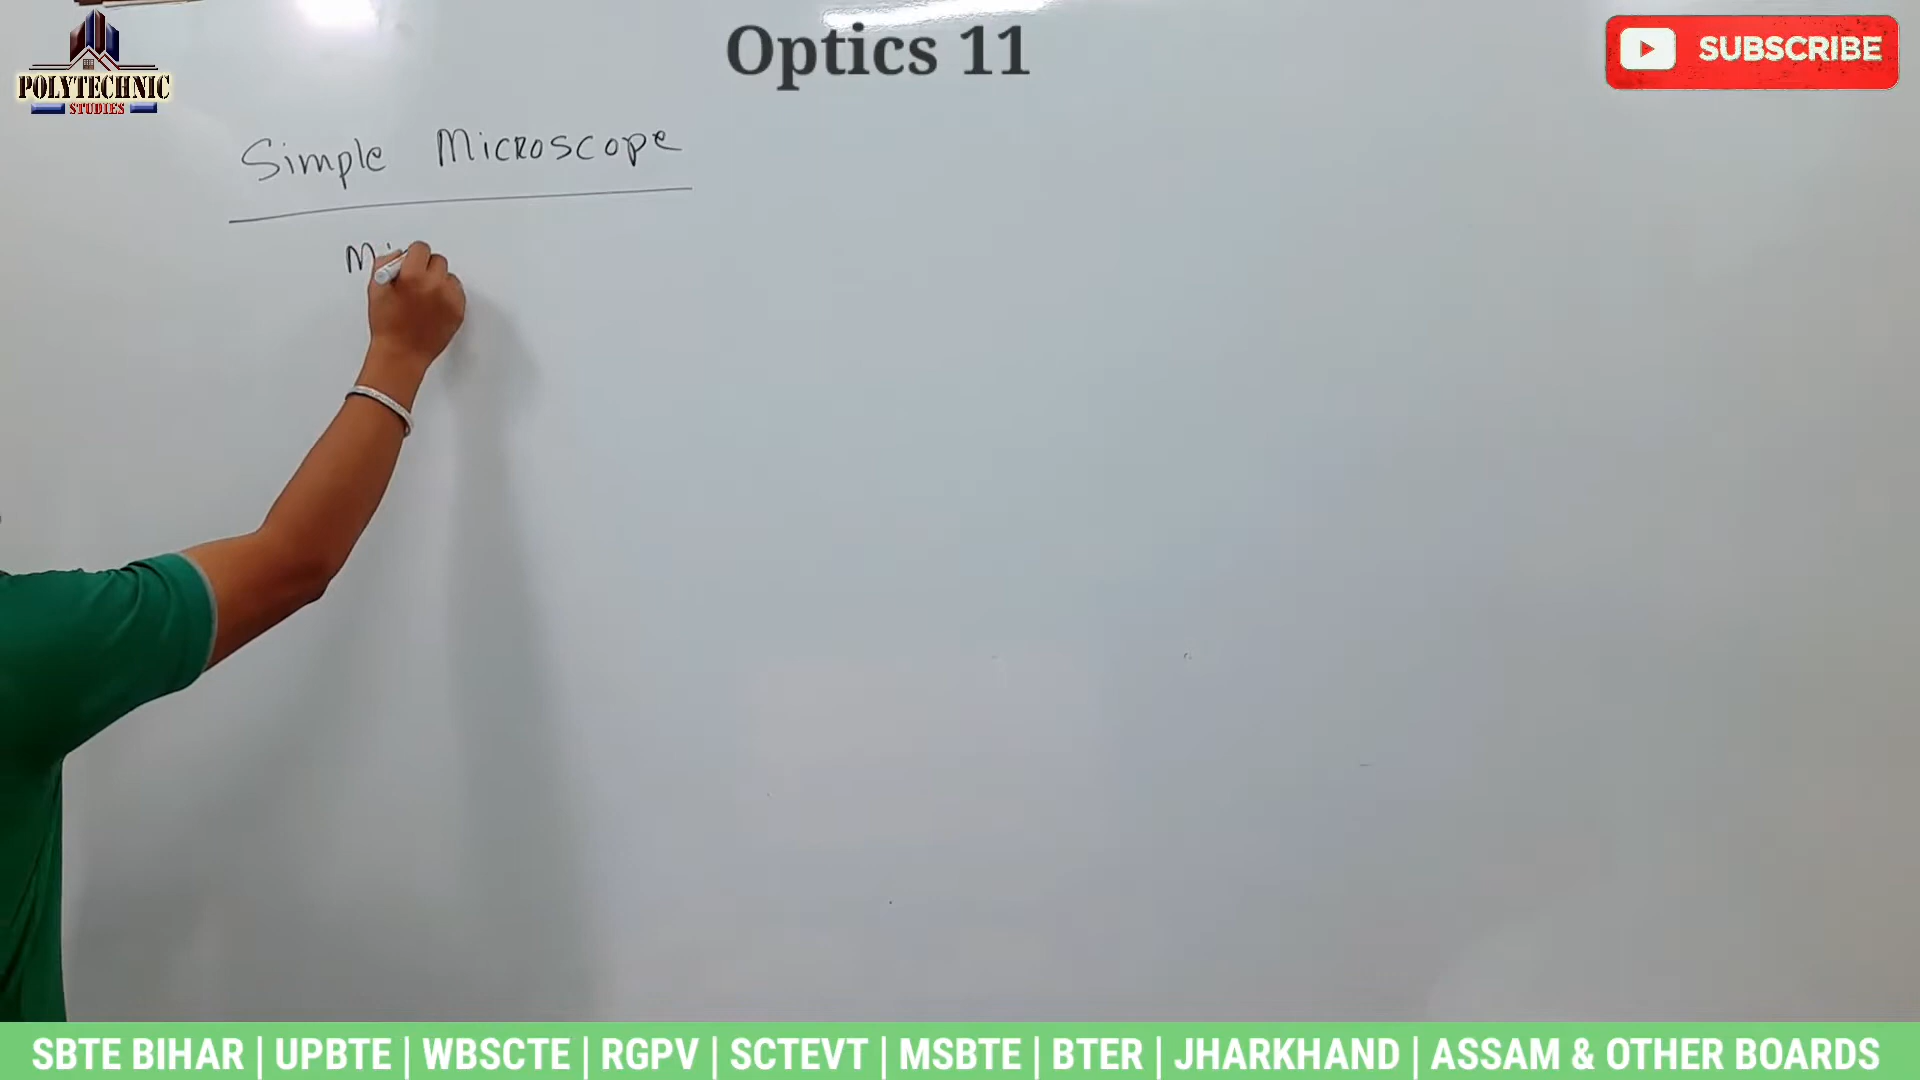 Optics 11
SUBSCRIBE
POLYTECHNIC
STUDIES
Simple Microscope
Mi
SBTE BIHAR | UPBTE | WBSCTE | RGPV | SCTEVT | MSBTE | BTER | JHARKHAND | ASSAM & OTHER BOARDS